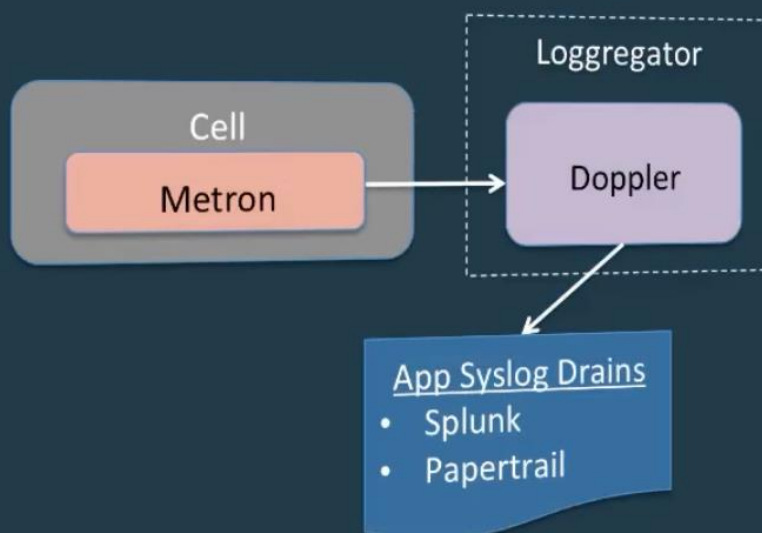 Loggregator
Cell
Metron
Doppler
App Syslog Drains
• Splunk
• Papertrail